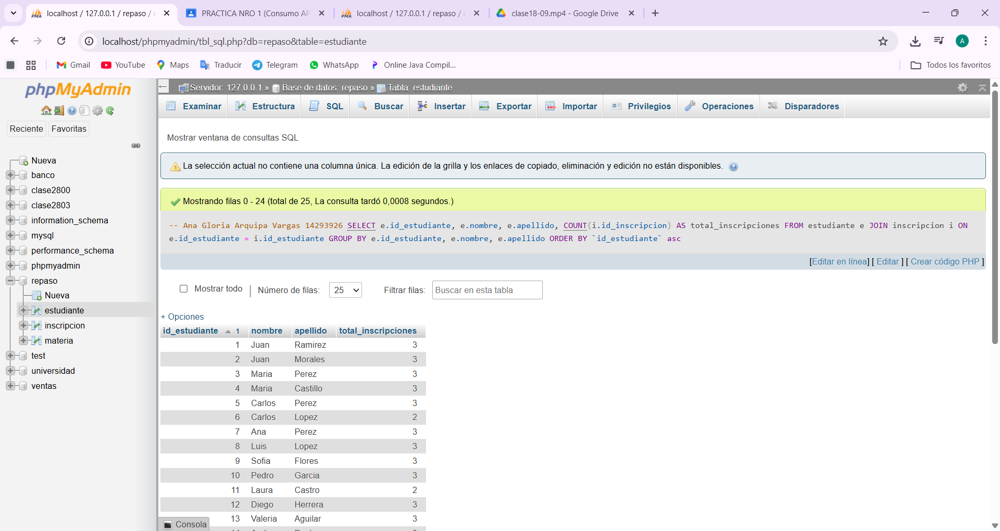 localhost / 127.0.0.1 / repaso / e
PRACTICA NRO 1 (Consumo AP
localhost / 127.0.0.1 / repaso / e
clase18-09.mp4 - Google Drive
localhost/phpmyadmin/tbl_sql.php?db=repaso&table=estudiante
A
Gmail
YouTube
Maps
Traducir
Telegram
WhatsApp
Online Java Compil...
Todos los favoritos
phpMyAdmin
Reciente
Favoritas
Nueva
banco
clase2800
clase2803
information_schema
mysql
performance_schema
phpmyadmin
repaso
Nueva
estudiante
inscripcion
materia
test
universidad
ventas
Servidor: 127.0.0.1 » Base de datos: repaso » Tabla: estudiante
Examinar
Estructura
SQL
Buscar
Insertar
Exportar
Importar
Privilegios
Operaciones
Disparadores
Mostrar ventana de consultas SQL
La selección actual no contiene una columna única. La edición de la grilla y los enlaces de copiado, eliminación y edición no están disponibles.
Mostrando filas 0 - 24 (total de 25, La consulta tardó 0,0008 segundos.)
-- Ana Gloria Arquipa Vargas 14293926 SELECT e.id_estudiante, e.nombre, e.apellido, COUNT(i.id_inscripcion) AS total_inscripciones FROM estudiante e JOIN inscripcion i ON
e.id_estudiante = i.id_estudiante GROUP BY e.id_estudiante, e.nombre, e.apellido ORDER BY `id_estudiante` asc
[Editar en línea] [ Editar ] [ Crear código PHP ]
Mostrar todo | Número de filas: 25 Filtrar filas: Buscar en esta tabla
+ Opciones
id_estudiante 1 nombre apellido total_inscripciones
1 Juan Ramirez 3
2 Juan Morales 3
3 Maria Perez 3
4 Maria Castillo 3
5 Carlos Perez 3
6 Carlos Lopez 2
7 Ana Perez 3
8 Luis Lopez 3
9 Sofia Flores 3
10 Pedro Garcia 3
11 Laura Castro 2
12 Diego Herrera 3
13 Valeria Aguilar 3
Consola